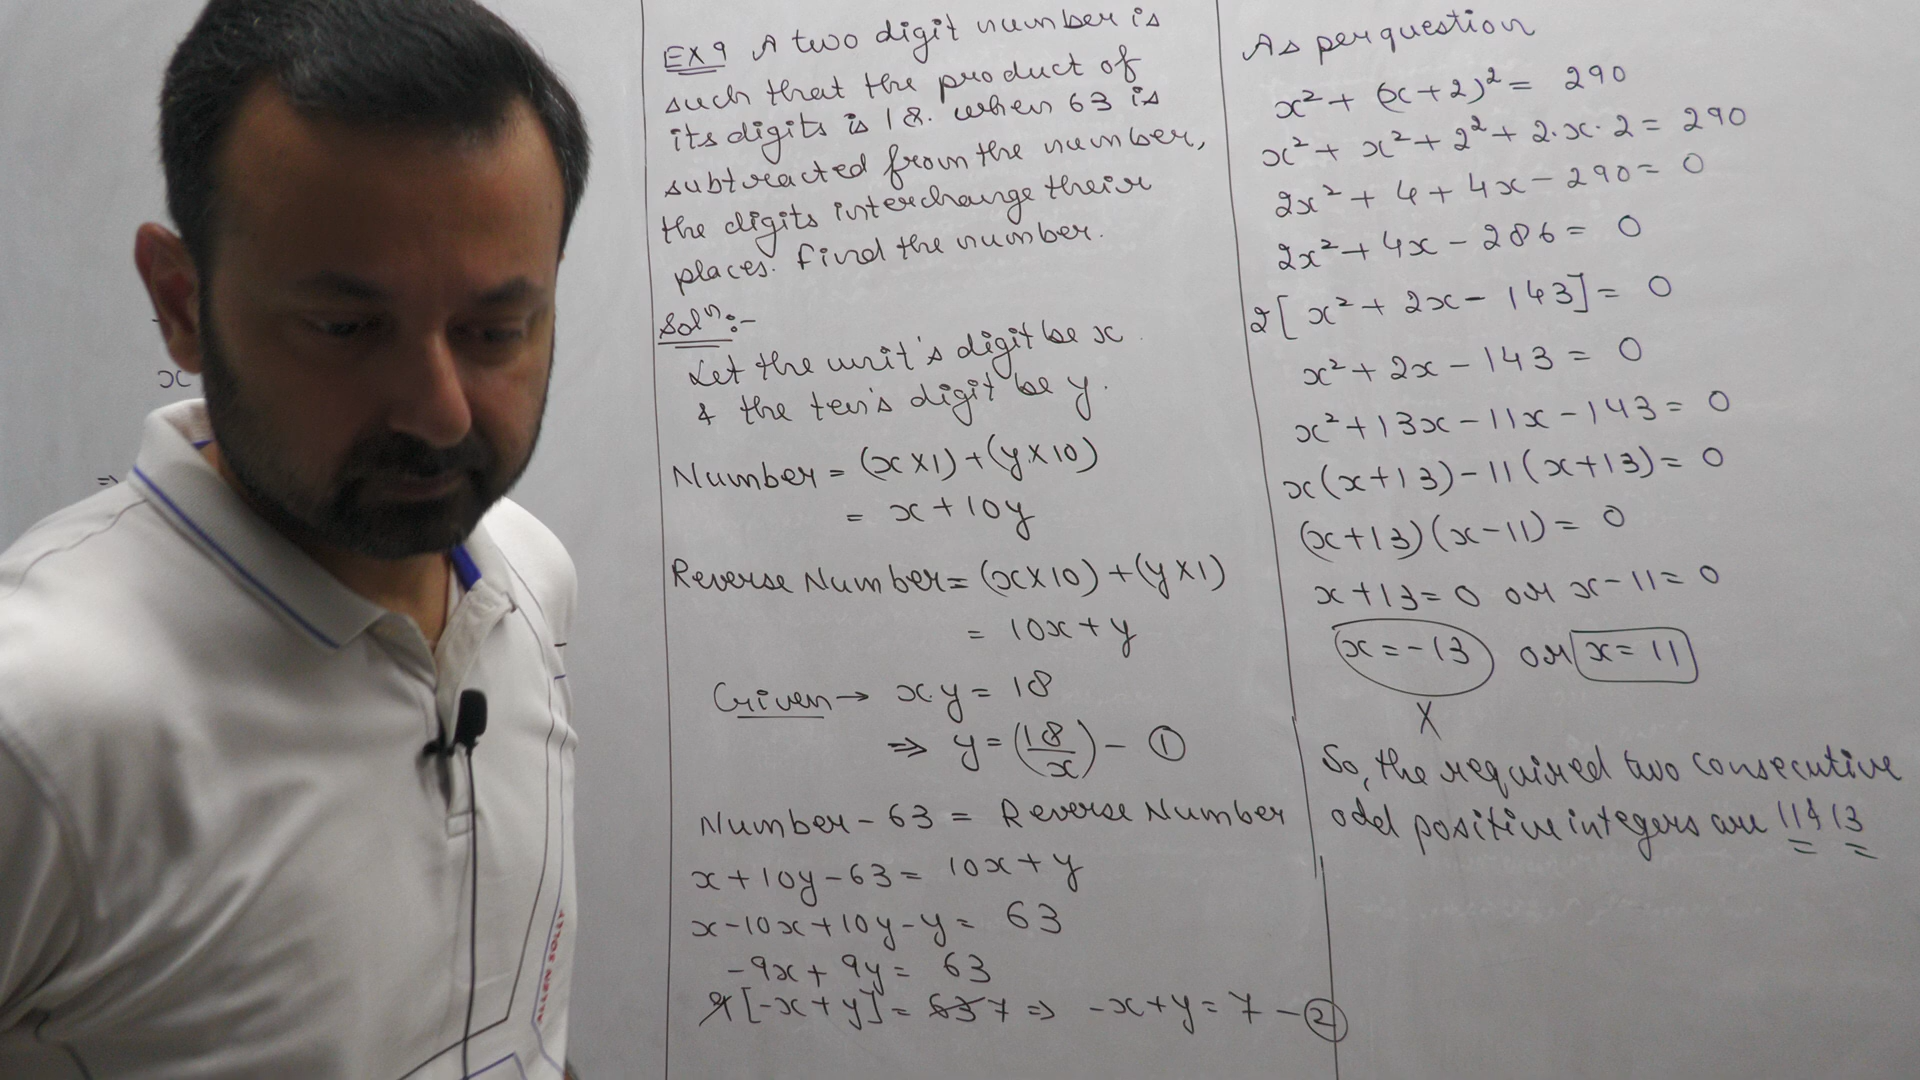 x
⇒
EX 9 A two digit number is
such that the product of
its digits is 18. when 63 is
subtracted from the number,
the digits interchange their
places. Find the number.
Solⁿ:-
Let the unit's digit be x.
& the ten's digit be y.
Number = (x×1)+(y×10)
= x+10y
Reverse Number = (x×10)+(y×1)
= 10x+y
Given → x.y = 18
⇒ y = (18/x) - ①
Number - 63 = Reverse Number
x+10y-63 = 10x+y
x-10x+10y-y = 63
-9x+9y = 63
9[-x+y] = 63 7 ⇒ -x+y = 7 - ②
As per question
x²+(x+2)² = 290
x²+x²+2²+2.x.2 = 290
2x²+4+4x-290 = 0
2x²+4x-286 = 0
2[x²+2x-143] = 0
x²+2x-143 = 0
x²+13x-11x-143 = 0
x(x+13)-11(x+13) = 0
(x+13)(x-11) = 0
x+13 = 0 or x-11 = 0
x = -13 or x = 11
X
So, the required two consecutive
odd positive integers are 11 & 13
ALLEN SOLLY